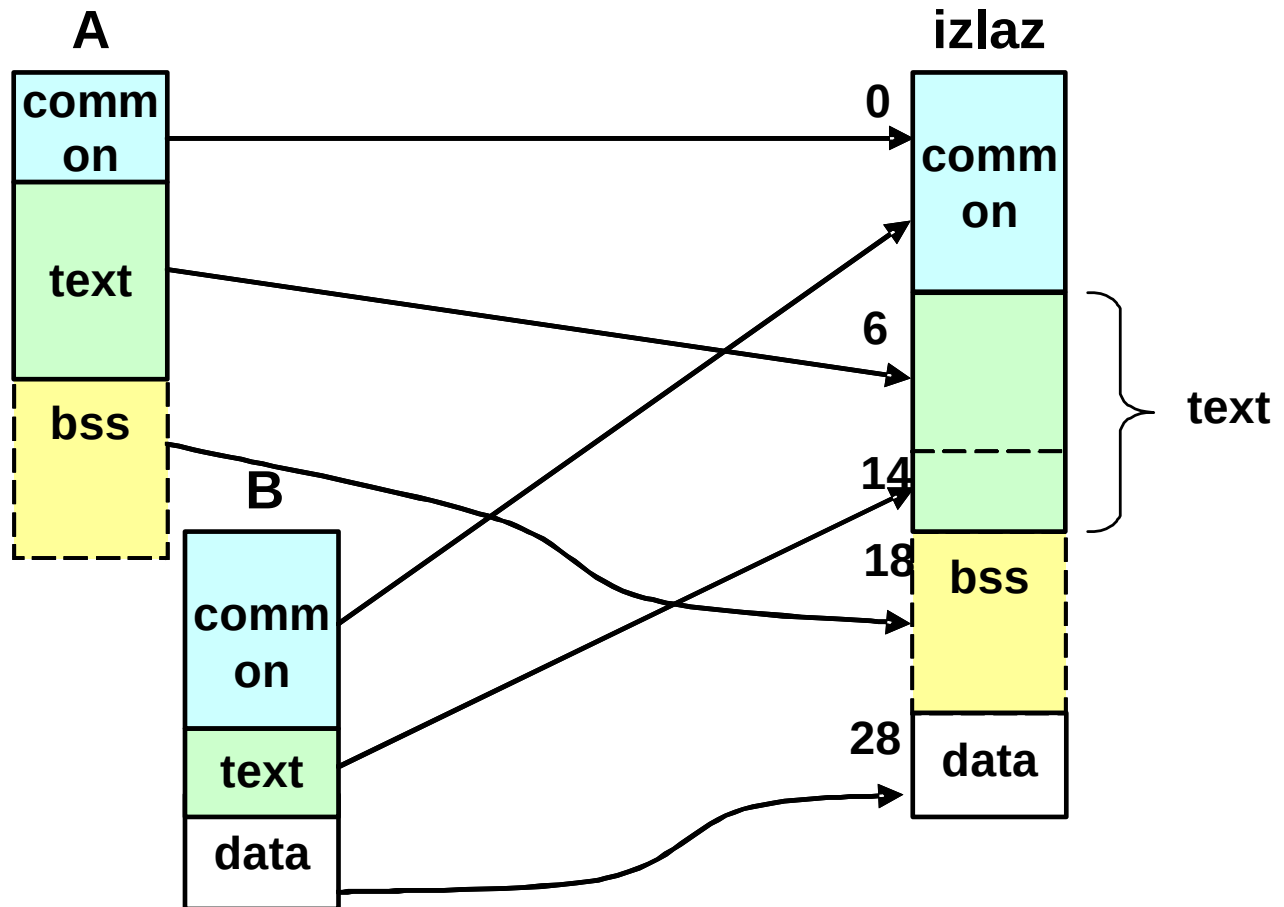 A
comm
on
text
bss
B
comm
on
text
data
izlaz
0
comm
on
6
text
14
18
bss
28
data